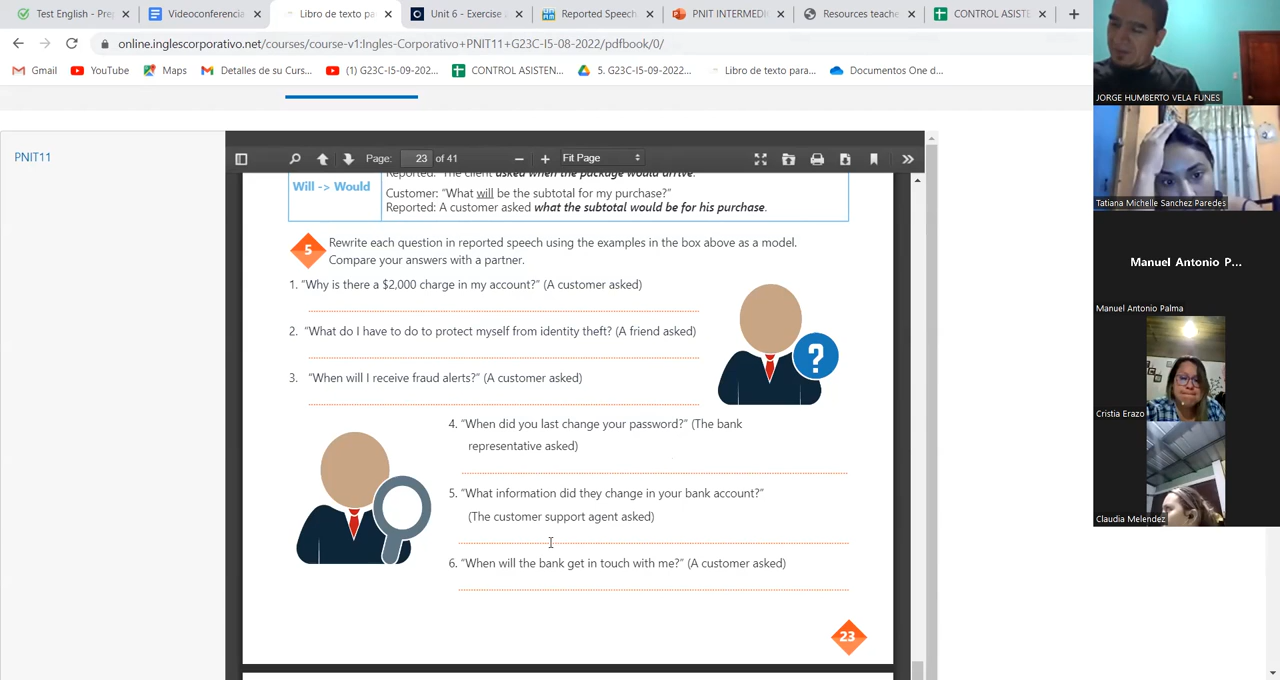 Test English - Pre
Videoconferencia
Libro de texto pa
Unit 6 - Exercise
Reported Speech
PNIT INTERMEDI
Resources teache
CONTROL ASISTE
online.inglescorporativo.net/courses/course-v1:Ingles-Corporativo+PNIT11+G23C-I5-08-2022/pdfbook/0/
Gmail
YouTube
Maps
Detalles de su Curs...
(1) G23C-I5-09-202...
CONTROL ASISTEN...
5. G23C-I5-09-2022...
Libro de texto para...
Documentos One d...
PNIT11
Page: 23 of 41
Fit Page
Reported: The client asked when the package would arrive.
Will -> Would
Customer: "What will be the subtotal for my purchase?"
Reported: A customer asked what the subtotal would be for his purchase.
5
Rewrite each question in reported speech using the examples in the box above as a model.
Compare your answers with a partner.
1. "Why is there a $2,000 charge in my account?" (A customer asked)
2. "What do I have to do to protect myself from identity theft? (A friend asked)
3. "When will I receive fraud alerts?" (A customer asked)
?
4. "When did you last change your password?" (The bank
representative asked)
5. "What information did they change in your bank account?"
(The customer support agent asked)
6. "When will the bank get in touch with me?" (A customer asked)
23
JORGE HUMBERTO VELA FUNES
Tatiana Michelle Sanchez Paredes
Manuel Antonio P...
Manuel Antonio Palma
Cristia Erazo
Claudia Melendez